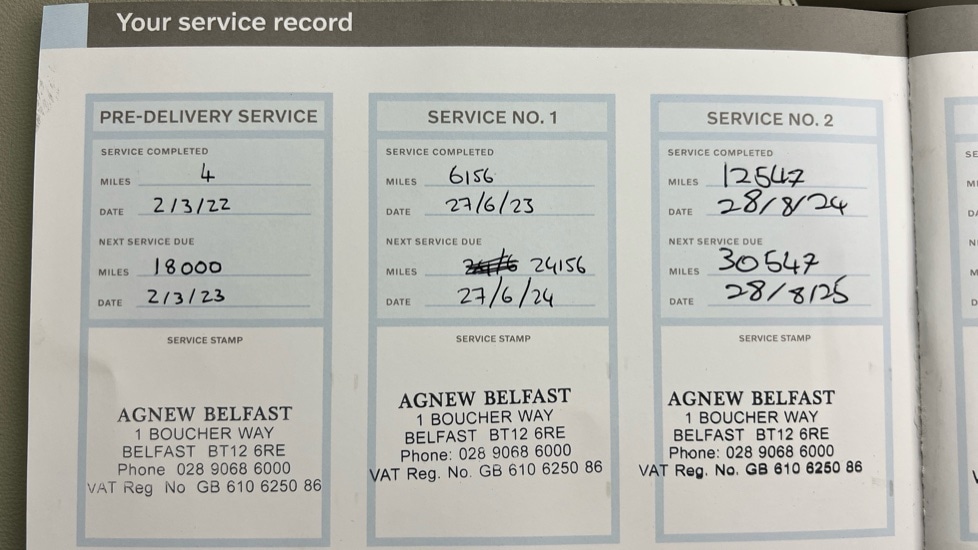 Your service record
PRE-DELIVERY SERVICE
SERVICE COMPLETED
MILES 4
DATE 2/3/22
NEXT SERVICE DUE
MILES 18000
DATE 2/3/23
SERVICE STAMP
AGNEW BELFAST
1 BOUCHER WAY
BELFAST BT12 6RE
Phone 028 9068 6000
VAT Reg No GB 610 6250 86
SERVICE NO. 1
SERVICE COMPLETED
MILES 6156
DATE 27/6/23
NEXT SERVICE DUE
MILES 24156
DATE 27/6/24
SERVICE STAMP
AGNEW BELFAST
1 BOUCHER WAY
BELFAST BT12 6RE
Phone: 028 9068 6000
VAT Reg. No. GB 610 6250 86
SERVICE NO. 2
SERVICE COMPLETED
MILES 12547
DATE 28/8/24
NEXT SERVICE DUE
MILES 30547
DATE 28/8/25
SERVICE STAMP
AGNEW BELFAST
1 BOUCHER WAY
BELFAST BT12 6RE
Phone: 028 9068 6000
VAT Reg. No. GB 610 6250 86